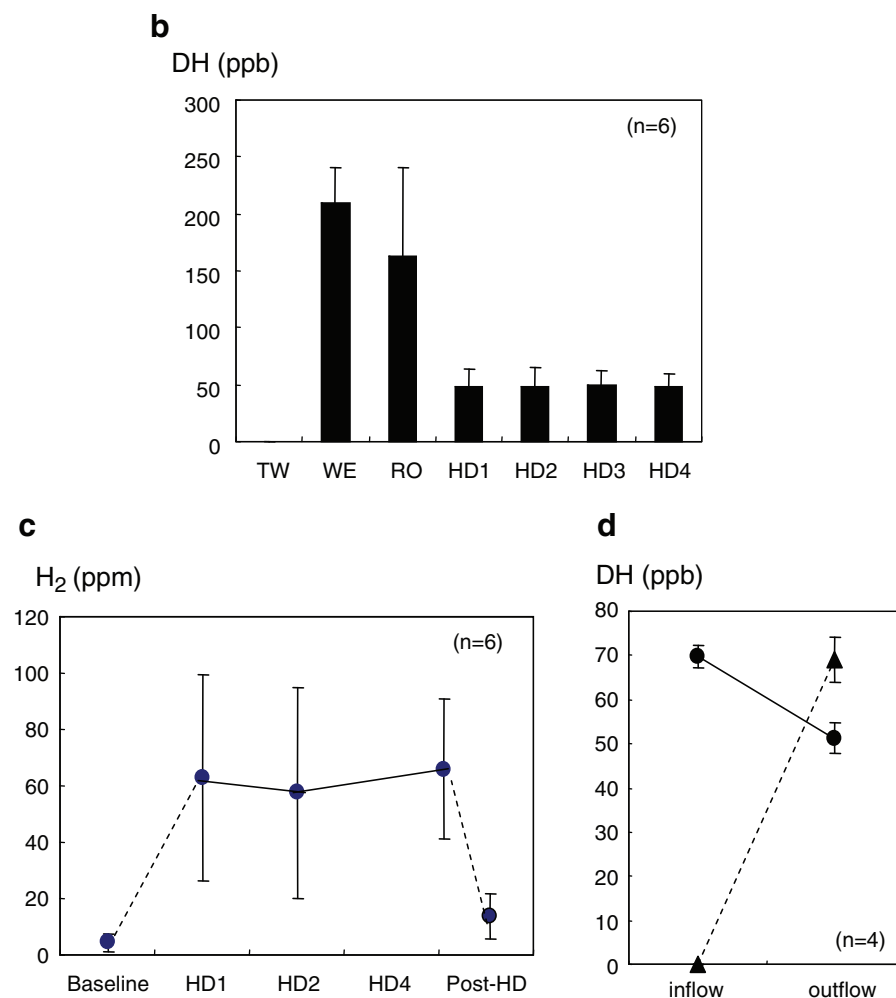 b
DH (ppb)
300
(n=6)
250
200
150
100
50
0
TW WE RO HD1 HD2 HD3 HD4
c
H₂ (ppm)
120
(n=6)
100
80
60
40
20
0
Baseline HD1 HD2 HD4 Post-HD
d
DH (ppb)
80
70
60
50
40
30
20
10
(n=4)
0
inflow outflow